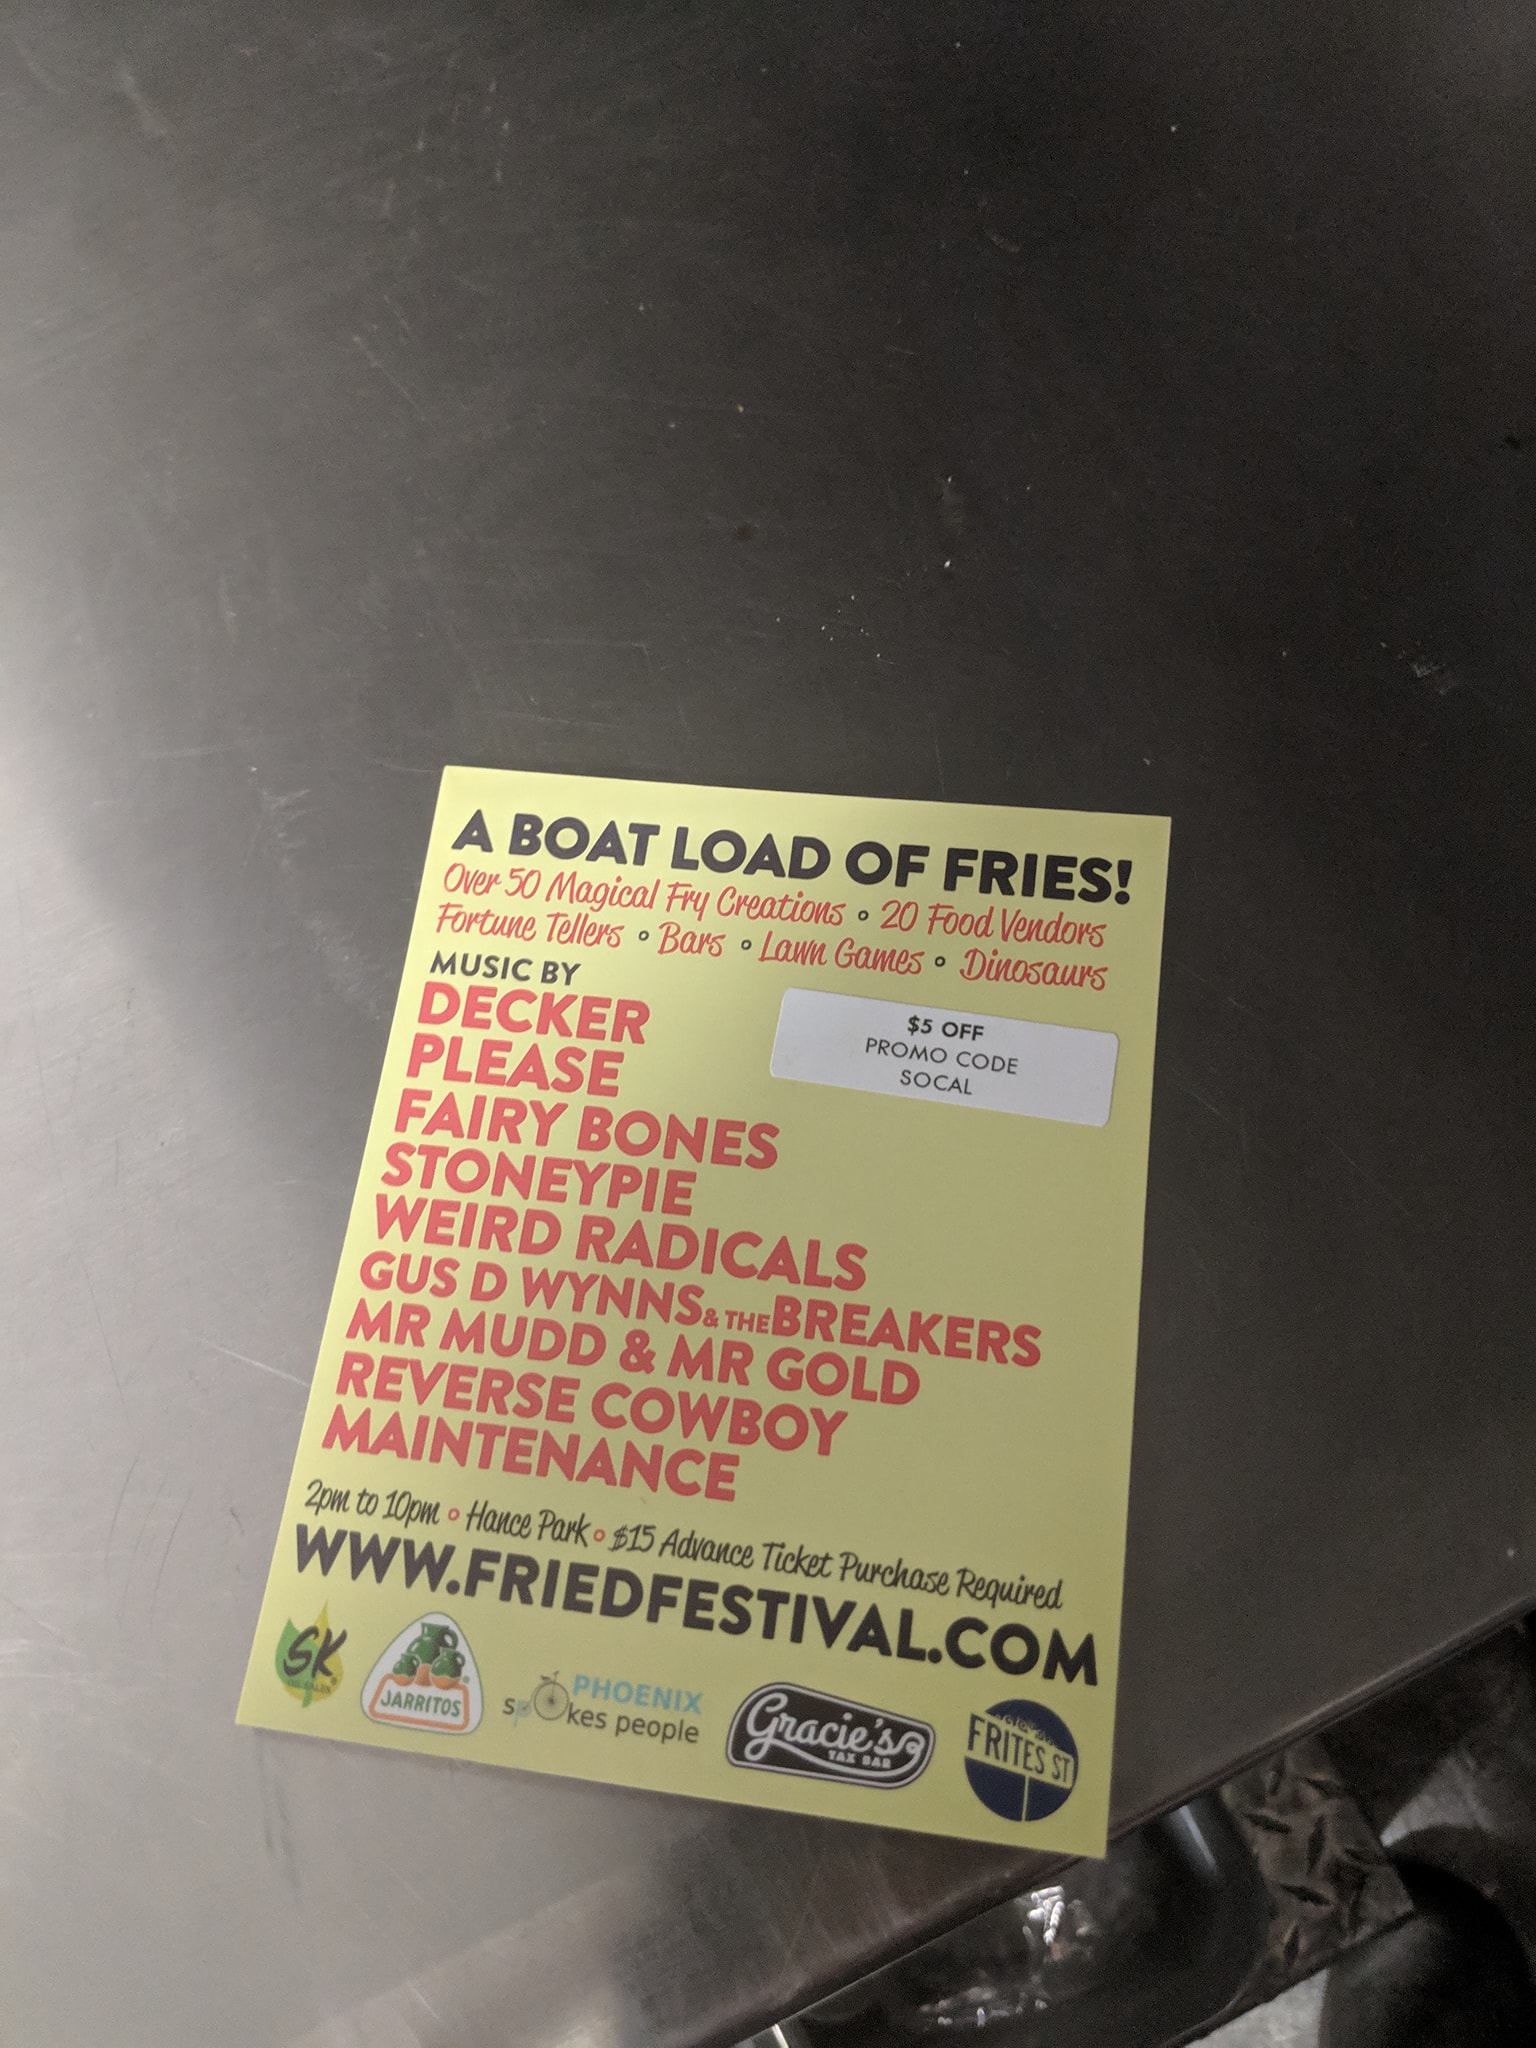 A BOAT LOAD OF FRIES!
Over 50 Magical Fry Creations • 20 Food Vendors
Fortune Tellers • Bars • Lawn Games • Dinosaurs
MUSIC BY
DECKER
PLEASE
FAIRY BONES
STONEYPIE
WEIRD RADICALS
GUS D WYNNS & THE BREAKERS
MR MUDD & MR GOLD
REVERSE COWBOY
MAINTENANCE
$5 OFF
PROMO CODE
SOCAL
2pm to 10pm • Hance Park • $15 Advance Ticket Purchase Required
WWW.FRIEDFESTIVAL.COM
SK
OIL SALES
JARRITOS
PHOENIX
spokes people
Gracie's
TAX BAR
FRITES ST